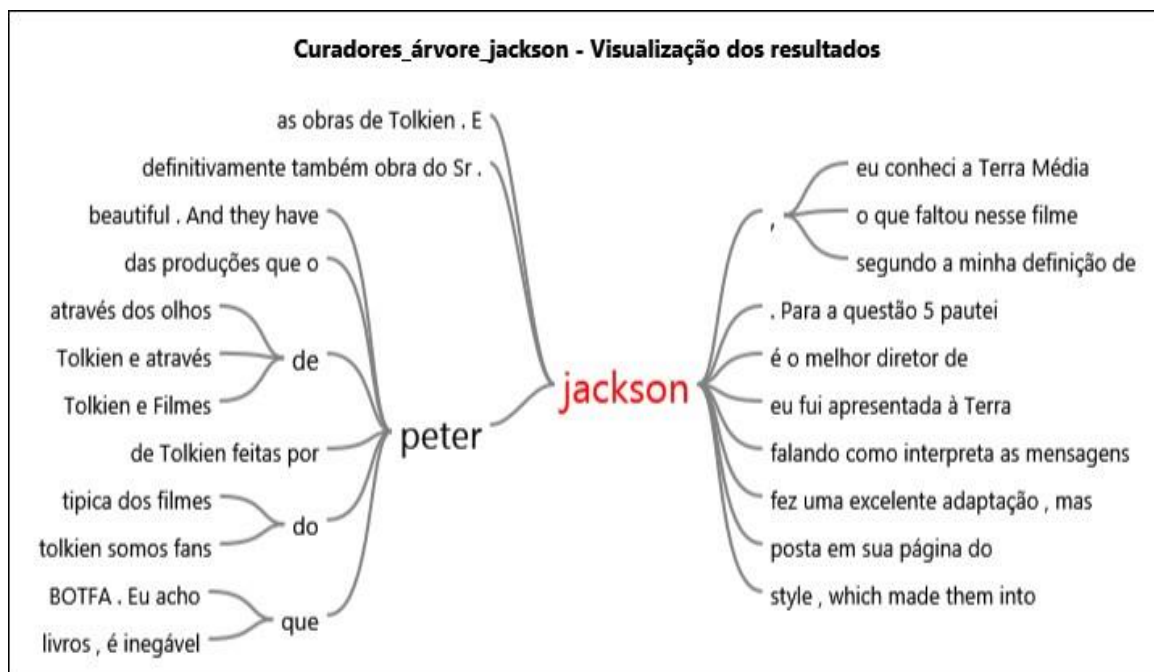 Curadores_árvore_jackson - Visualização dos resultados
as obras de Tolkien . E
definitivamente também obra do Sr .
beautiful . And they have
das produções que o
através dos olhos
Tolkien e através
Tolkien e Filmes
de
de Tolkien feitas por
tipica dos filmes
tolkien somos fans
do
BOTFA . Eu acho
livros , é inegável
que
peter
jackson
,
eu conheci a Terra Média
o que faltou nesse filme
segundo a minha definição de
. Para a questão 5 pautei
é o melhor diretor de
eu fui apresentada à Terra
falando como interpreta as mensagens
fez uma excelente adaptação , mas
posta em sua página do
style , which made them into